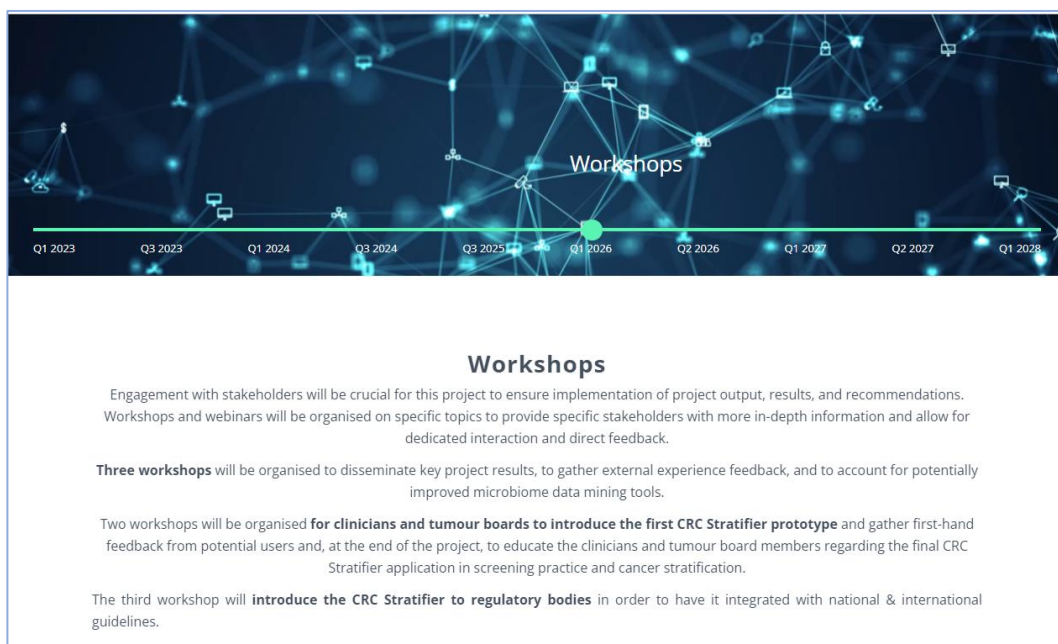 Workshops
Q1 2023 Q3 2023 Q1 2024 Q3 2024 Q3 2025 Q1 2026 Q2 2026 Q1 2027 Q2 2027 Q1 2028
Workshops
Engagement with stakeholders will be crucial for this project to ensure implementation of project output, results, and recommendations.
Workshops and webinars will be organised on specific topics to provide specific stakeholders with more in-depth information and allow for
dedicated interaction and direct feedback.
Three workshops will be organised to disseminate key project results, to gather external experience feedback, and to account for potentially
improved microbiome data mining tools.
Two workshops will be organised for clinicians and tumour boards to introduce the first CRC Stratifier prototype and gather first-hand
feedback from potential users and, at the end of the project, to educate the clinicians and tumour board members regarding the final CRC
Stratifier application in screening practice and cancer stratification.
The third workshop will introduce the CRC Stratifier to regulatory bodies in order to have it integrated with national & international
guidelines.